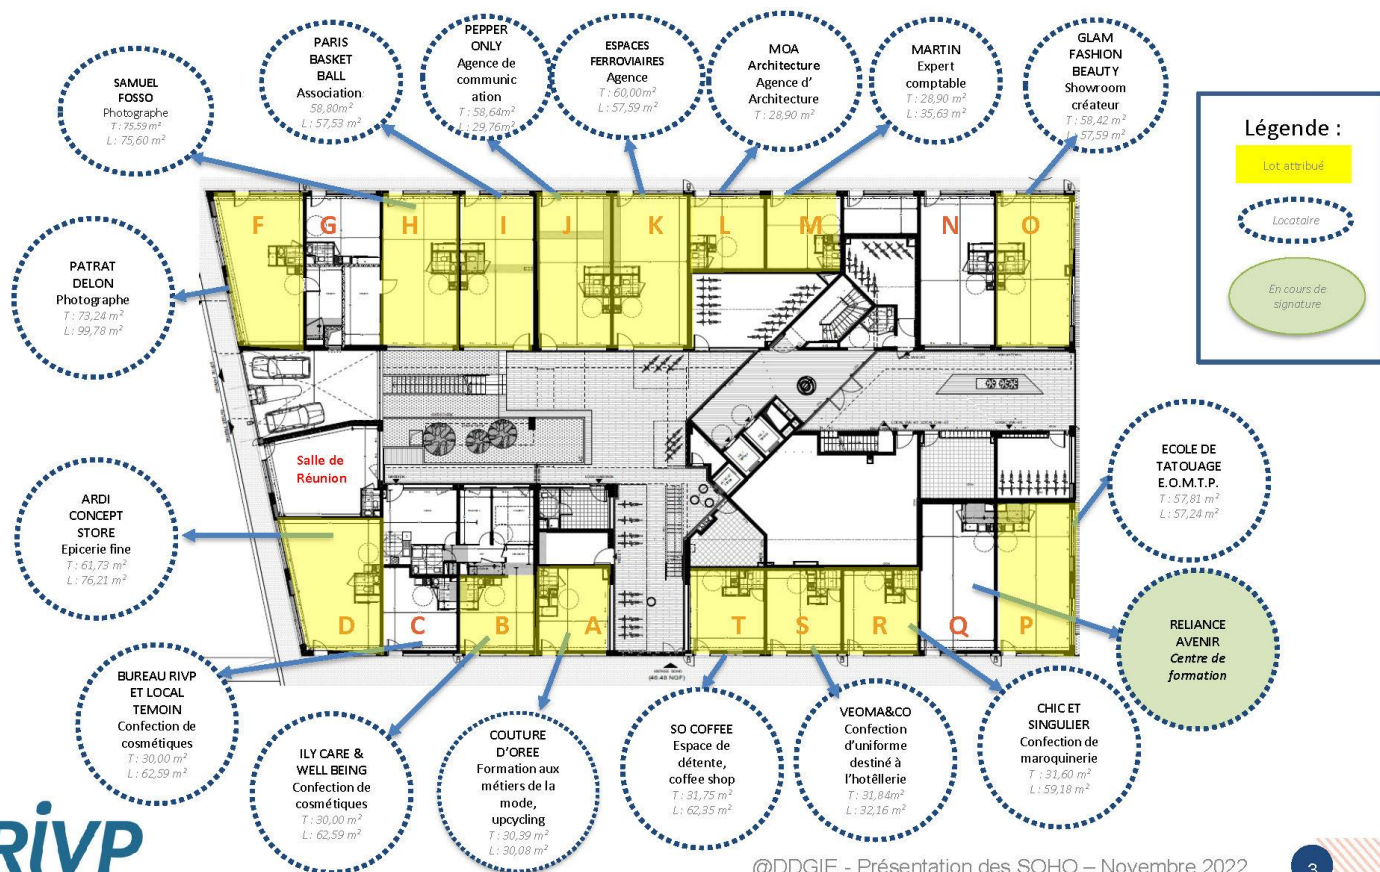 SAMUEL
FOSSO
Photographe
T : 75,59 m²
L : 75,60 m²
PARIS
BASKET
BALL
Association
58,80m²
L : 57,53 m²
PEPPER
ONLY
Agence de
communic
ation
T : 58,64m²
L : 29,76m²
ESPACES
FERROVIAIRES
Agence
T : 60,00m²
L : 57,59 m²
MOA
Architecture
Agence d'
Architecture
T : 28,90 m²
MARTIN
Expert
comptable
T : 28,90 m²
L : 35,63 m²
GLAM
FASHION
BEAUTY
Showroom
créateur
T : 58,42 m²
L : 57,59 m²
Légende :
Lot attribué
Locataire
En cours de
signature
F G H I J K L M N O
PATRAT
DELON
Photographe
T : 73,24 m²
L : 99,78 m²
Salle de
Réunion
ARDI
CONCEPT
STORE
Epicerie fine
T : 61,73 m²
L : 76,21 m²
ECOLE DE
TATOUAGE
E.O.M.T.P.
T : 57,81 m²
L : 57,24 m²
D C B A T S R Q P
RELIANCE
AVENIR
Centre de
formation
(46.48 NGF)
BUREAU RIVP
ET LOCAL
TEMOIN
Confection de
cosmétiques
T : 30,00 m²
L : 62,59 m²
ILY CARE &
WELL BEING
Confection de
cosmétiques
T : 30,00 m²
L : 62,59 m²
COUTURE
D'OREE
Formation aux
métiers de la
mode,
upcycling
T : 30,39 m²
L : 30,08 m²
SO COFFEE
Espace de
détente,
coffee shop
T : 31,75 m²
L : 62,35 m²
VEOMA&CO
Confection
d'uniforme
destiné à
l'hotêllerie
T : 31,84m²
L : 32,16 m²
CHIC ET
SINGULIER
Confection de
maroquinerie
T : 31,60 m²
L : 59,18 m²
RIVP
@DDGIE - Présentation des SOHO – Novembre 2022
3